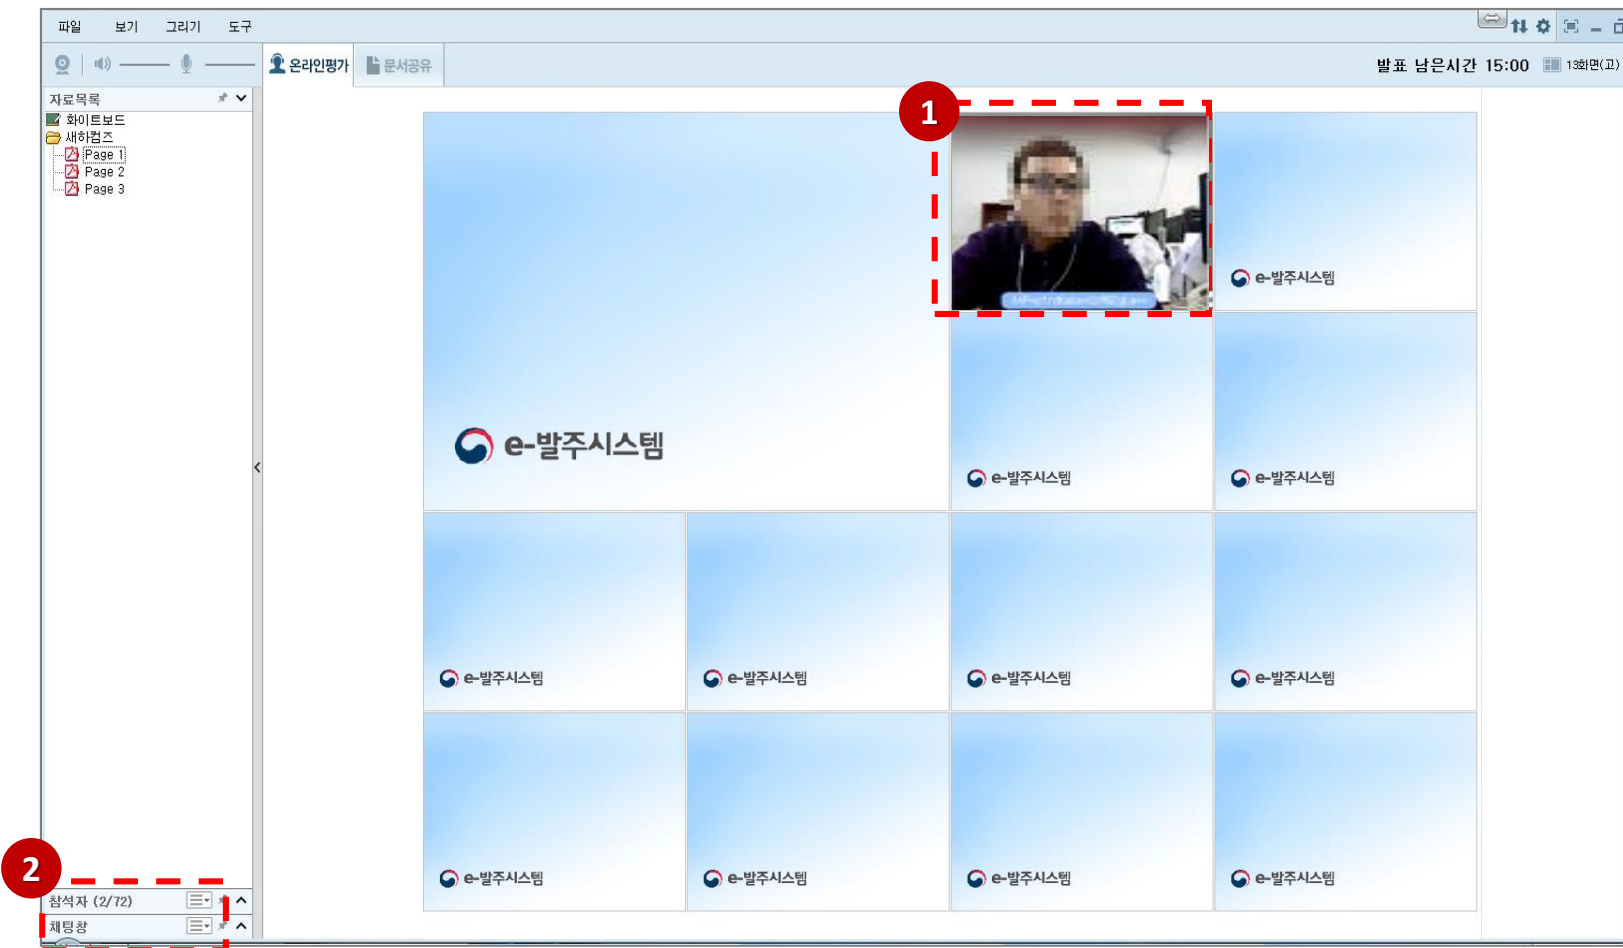 파일 보기 그리기 도구
온라인평가 문서공유 발표 남은시간 15:00 13화면(고)
자료목록
화이트보드
새하컴즈
Page 1
Page 2
Page 3
1
e-발주시스템
e-발주시스템
e-발주시스템 e-발주시스템
e-발주시스템 e-발주시스템 e-발주시스템 e-발주시스템
e-발주시스템 e-발주시스템 e-발주시스템 e-발주시스템
2
참석자 (2/72)
채팅창